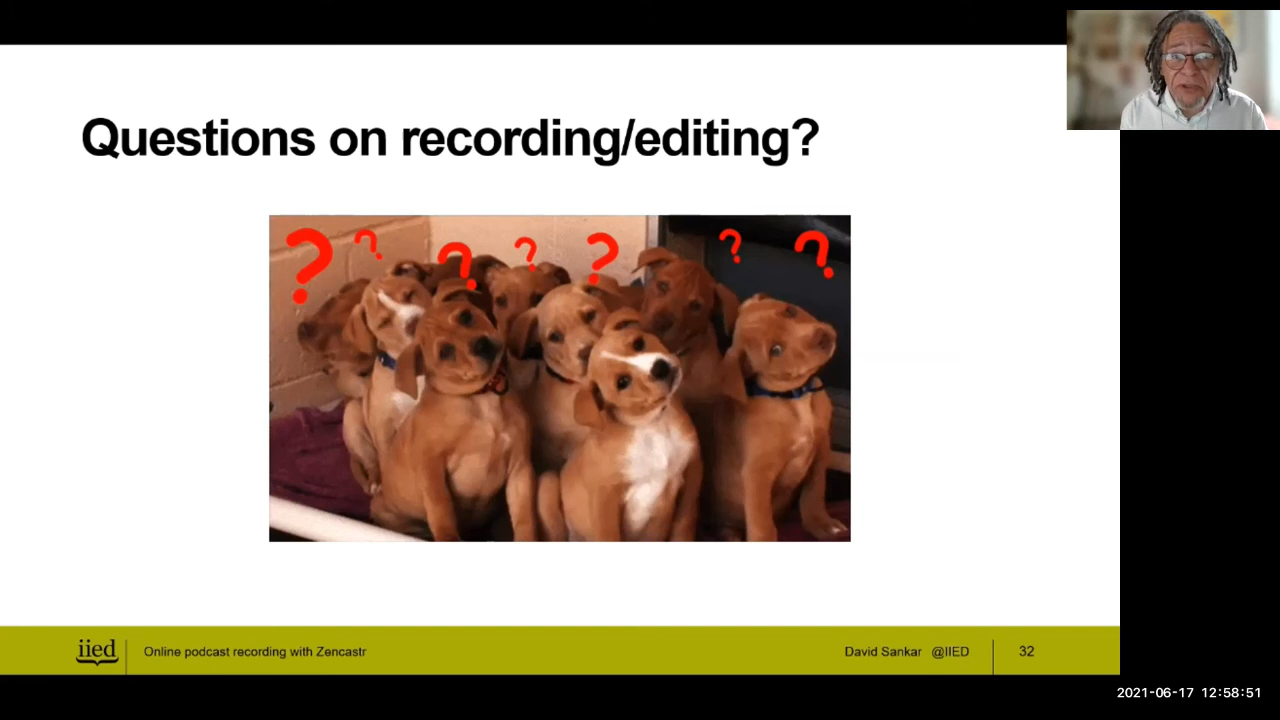 Questions on recording/editing?
? ? ? ? ? ? ?
iied
Online podcast recording with Zencastr
David Sankar @IIED
32
2021-06-17 12:58:51